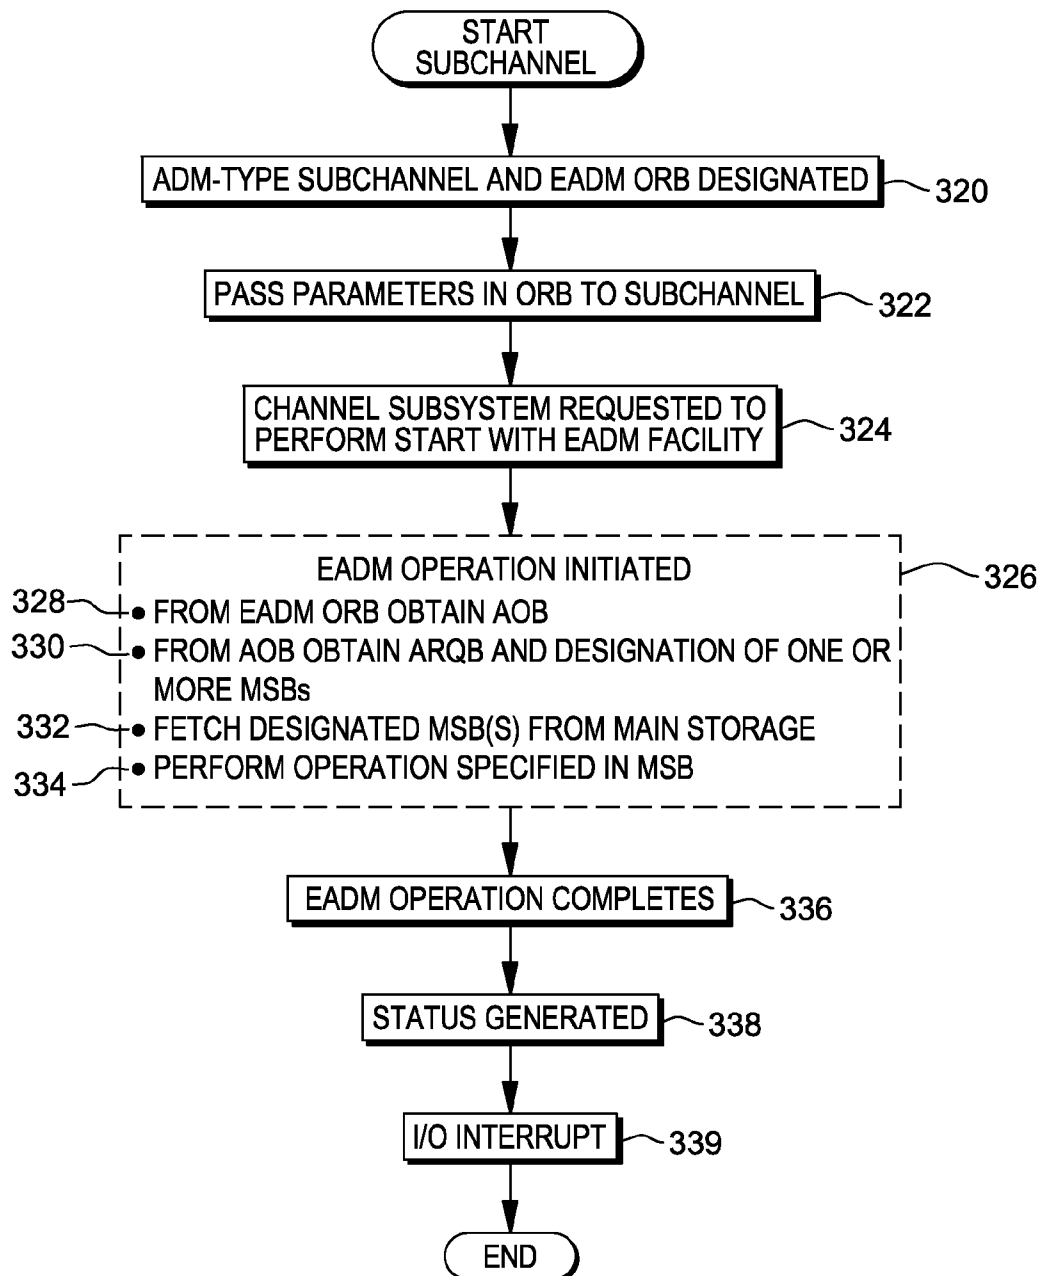 START
SUBCHANNEL
ADM-TYPE SUBCHANNEL AND EADM ORB DESIGNATED
320
PASS PARAMETERS IN ORB TO SUBCHANNEL
322
CHANNEL SUBSYSTEM REQUESTED TO
PERFORM START WITH EADM FACILITY
324
EADM OPERATION INITIATED
326
328
• FROM EADM ORB OBTAIN AOB
330
• FROM AOB OBTAIN ARQB AND DESIGNATION OF ONE OR
MORE MSBs
332
• FETCH DESIGNATED MSB(S) FROM MAIN STORAGE
334
• PERFORM OPERATION SPECIFIED IN MSB
EADM OPERATION COMPLETES
336
STATUS GENERATED
338
I/O INTERRUPT
339
END